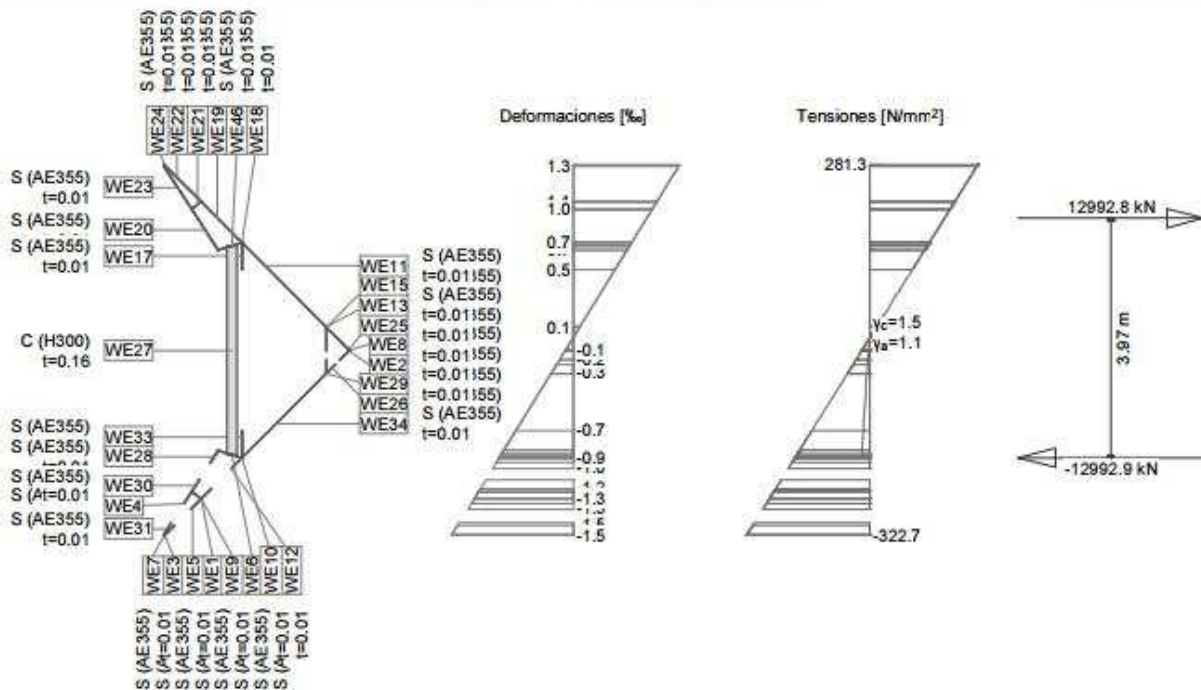 S (AE355)
t=0.01
S (AE355)
t=0.01
WE24
WE22
WE21
WE19
WE46
WE18
Deformaciones [‰]
Tensiones [N/mm²]
S (AE355)
t=0.01
WE23
S (AE355)
WE20
S (AE355)
t=0.01
WE17
C (H300)
t=0.16
WE27
S (AE355)
WE33
S (AE355)
WE28
S (AE355)
WE30
WE4
S (AE355)
t=0.01
WE31
WE11
WE15
WE13
WE25
WE8
WE2
WE29
WE26
WE34
S (AE355)
S (AE355)
S (AE355)
t=0.01
WE7
WE3
WE5
WE1
WE9
WE6
WE10
WE12
S (AE355)
S (AE355)
S (AE355)
S (AE355)
t=0.01
1.3
1.0
0.7
0.5
0.1
-0.1
-0.3
-0.7
-0.9
-1.3
-1.5
281.3
γc=1.5
γa=1.1
-322.7
12992.8 kN
3.97 m
-12992.9 kN